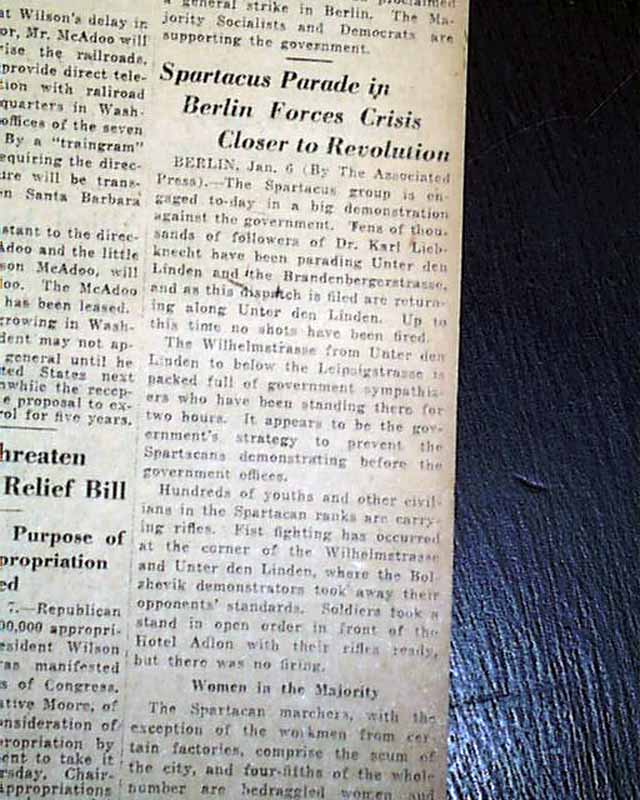 at Wilson's delay in
or, Mr. McAdoo will
rise the railroads,
provide direct tele-
tion with raliroad
quarters in Wash-
offices of the seven
By a "traingram"
equiring the direc-
ure will be trans-
en Santa Barbara
stant to the direc-
Adoo and the little
son McAdoo, will
doo. The McAdoo
has been leased.
growing in Wash-
dent may not ap-
general until he
ted States next
nwhile the recep-
e proposal to ex-
rol for five years.
hreaten
Relief Bill
Purpose of
propriation
ed
7.—Republican
00,000 appropri-
esident Wilson
as manifested
s of Congress.
ative Moore, of
onsideration of
propriation by
ent to take it
rsday, Chair-
Appropriations
a general strike in Berlin. The Ma-
jority Socialists and Democrats are
supporting the government.
Spartacus Parade in
Berlin Forces Crisis
Closer to Revolution
BERLIN, Jan. 6 (By The Associated
Press).—The Spartacus group is en-
gaged to-day in a big demonstration
against the government. Tens of thou-
sands of followers of Dr. Karl Lieb-
knecht have been parading Unter den
Linden and the Brandenbergerstrasse,
and as this dispatch is filed are return-
ing along Unter den Linden. Up to
this time no shots have been fired.
The Wilhelmstrasse from Unter den
Linden to below the Leipsigstrasse is
packed full of government sympathiz-
ers who have been standing there for
two hours. It appears to be the gov-
ernment's strategy to prevent the
Spartacans demonstrating before the
government offices.
Hundreds of youths and other civil-
ians in the Spartacan ranks are carry-
ing rifles. Fist fighting has occurred
at the corner of the Wilhelmstrasse
and Unter den Linden, where the Bol-
zhevik demonstrators took away their
opponents' standards. Soldiers took a
stand in open order in front of the
Hotel Adlon with their rifles ready,
but there was no firing.
Women in the Majority
The Spartacan marchers, with the
exception of the workmen from cer-
tain factories, comprise the scum of
the city, and four-fifths of the whole
number are bedraggled women and